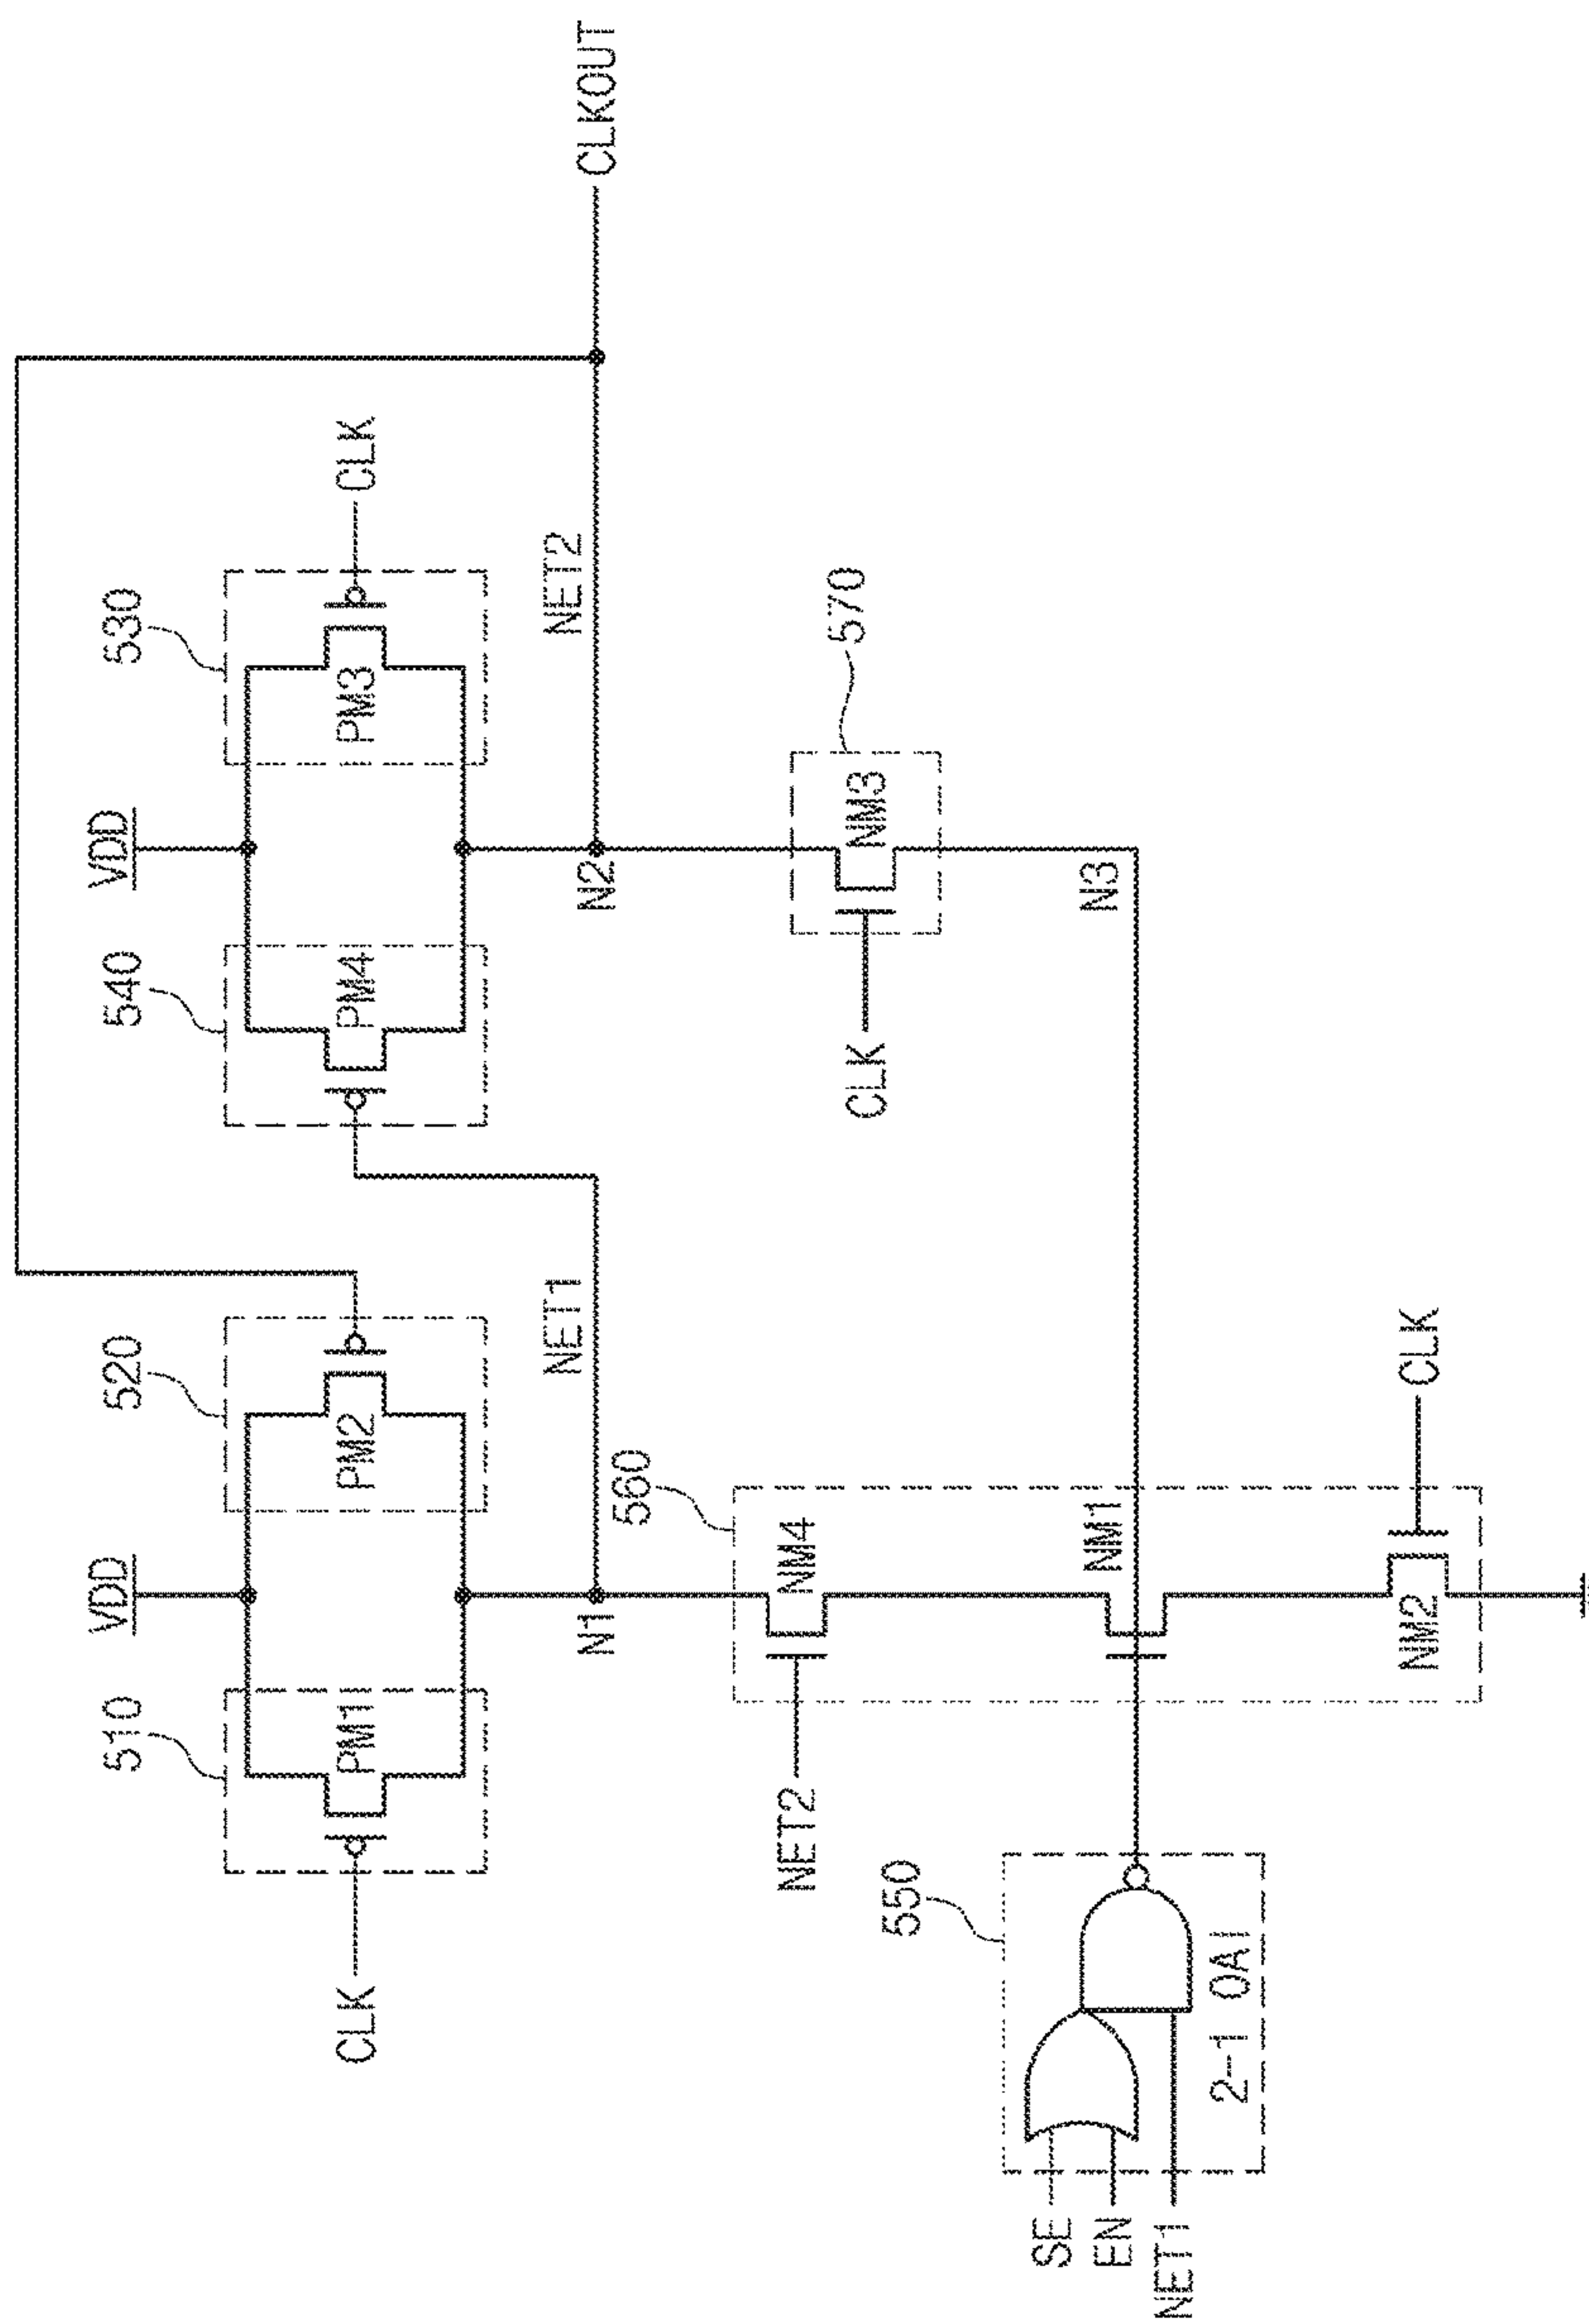 VDD
VDD
510
520
540
530
CLK
PM1
PM2
PM4
PM3
CLK
NET1
NET2
N1
N2
CLKOUT
560
NET2
NM4
CLK
NM3
570
550
NM1
N3
SE
EN
NET1
2-1 OAI
NM2
CLK